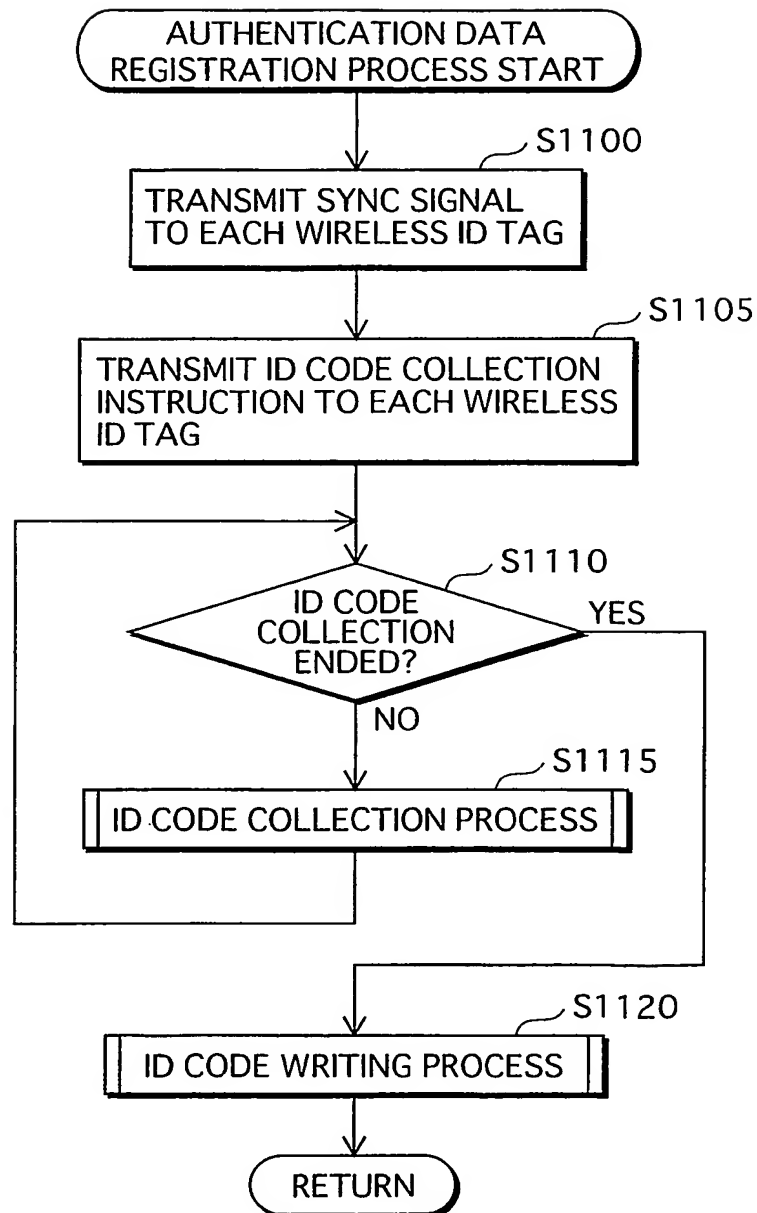 AUTHENTICATION DATA
REGISTRATION PROCESS START
S1100
TRANSMIT SYNC SIGNAL
TO EACH WIRELESS ID TAG
S1105
TRANSMIT ID CODE COLLECTION
INSTRUCTION TO EACH WIRELESS
ID TAG
S1110
ID CODE
COLLECTION
ENDED?
YES
NO
S1115
ID CODE COLLECTION PROCESS
S1120
ID CODE WRITING PROCESS
RETURN